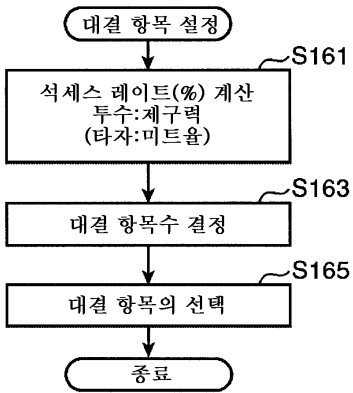 대결 항목 설정
S161
석세스 레이트(%) 계산
투수:제구력
(타자:미트율)
S163
대결 항목수 결정
S165
대결 항목의 선택
종료